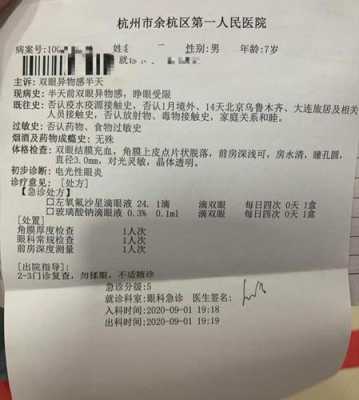 杭州市余杭区第一人民医院
病案号:100 姓名 性别:男 年龄:7岁
主诉:双眼异物感半天
现病史:半天前双眼异物感,睁眼受限
既往史:否认水疫源接触史,否认1月境外、14天北京乌鲁木齐、大连旅居及相关
人员接触史,否认放射物、毒物接触史,家庭关系和睦。
过敏史:否认药物、食物过敏史
烟酒及药物成瘾史:无殊
体格检查:双眼结膜充血,角膜上皮点片状脱落,前房深浅可,房水清,瞳孔圆,
直径3.0mm,对光灵敏,晶体透明。
初步诊断:电光性眼炎
诊疗意见:[处方]
【急诊处方】
□左氧氟沙星滴眼液 24. 1滴 滴双眼 每日四次 0天 1盒
□玻璃酸钠滴眼液 0.3% 0.1ml 滴双眼 每日四次 0天 1盒
[处置]
角膜厚度检查 1人次
眼科常规检查 1人次
前房深度测量 1人次
[出院指导]:
2-3门诊复查,勿揉眼,不适随诊
急诊分级:5
就诊科室:眼科急诊 医生签名:
入科时间:2020-09-01 19:18
出科时间:2020-09-01 19:19